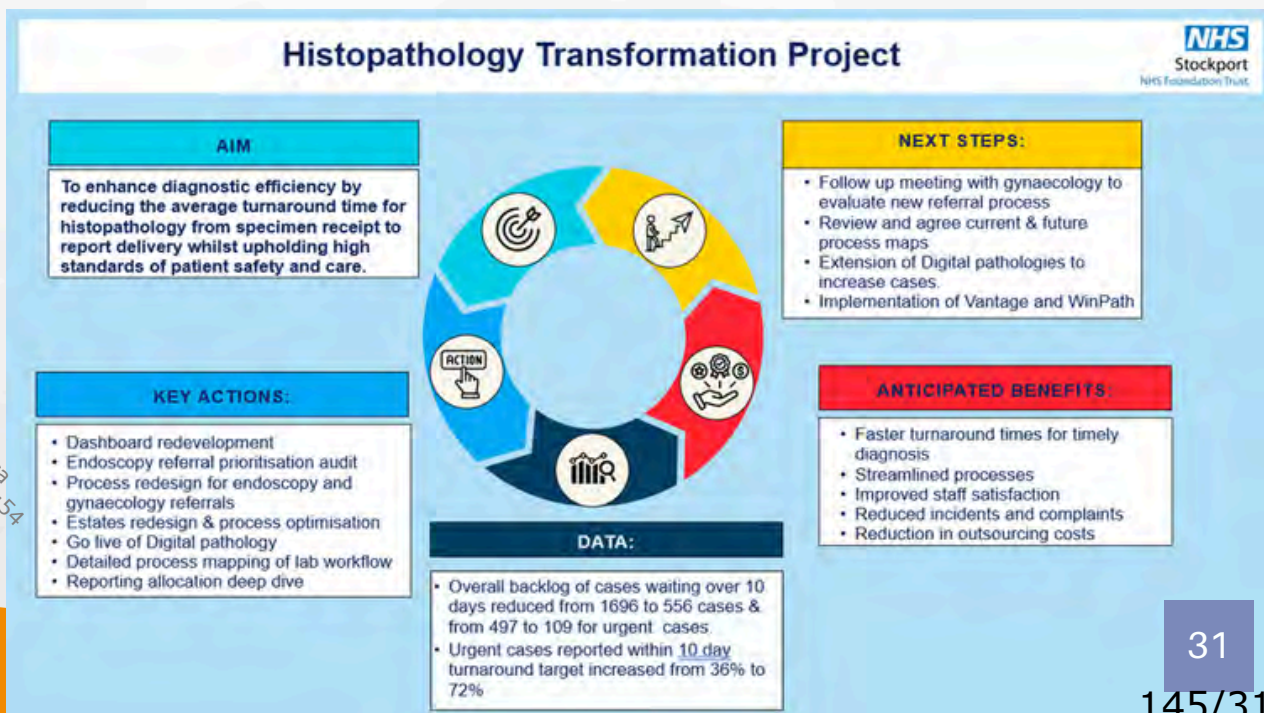 Histopathology Transformation Project
NHS
Stockport
NHS Foundation Trust
AIM
To enhance diagnostic efficiency by
reducing the average turnaround time for
histopathology from specimen receipt to
report delivery whilst upholding high
standards of patient safety and care.
NEXT STEPS:
• Follow up meeting with gynaecology to
evaluate new referral process
• Review and agree current & future
process maps
• Extension of Digital pathologies to
increase cases.
• Implementation of Vantage and WinPath
ACTION
KEY ACTIONS:
• Dashboard redevelopment
• Endoscopy referral prioritisation audit
• Process redesign for endoscopy and
gynaecology referrals
• Estates redesign & process optimisation
• Go live of Digital pathology
• Detailed process mapping of lab workflow
• Reporting allocation deep dive
ANTICIPATED BENEFITS:
• Faster turnaround times for timely
diagnosis
• Streamlined processes
• Improved staff satisfaction
• Reduced incidents and complaints
• Reduction in outsourcing costs
DATA:
• Overall backlog of cases waiting over 10
days reduced from 1696 to 556 cases &
from 497 to 109 for urgent cases
• Urgent cases reported within 10 day
turnaround target increased from 36% to
72%
31
145/31